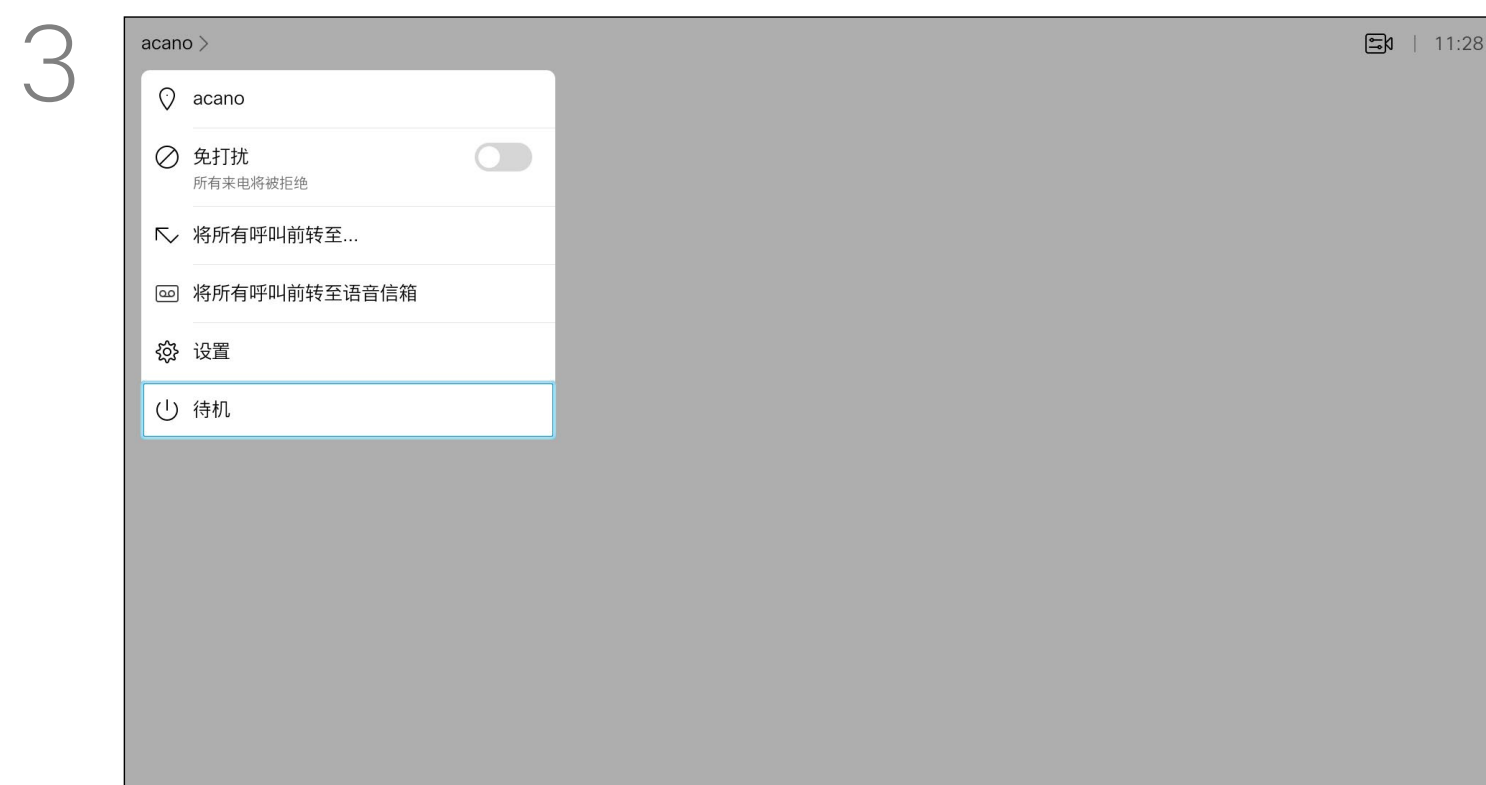 3
acano
11:28
acano
免打扰
所有来电将被拒绝
将所有呼叫前转至...
将所有呼叫前转至语音信箱
设置
待机